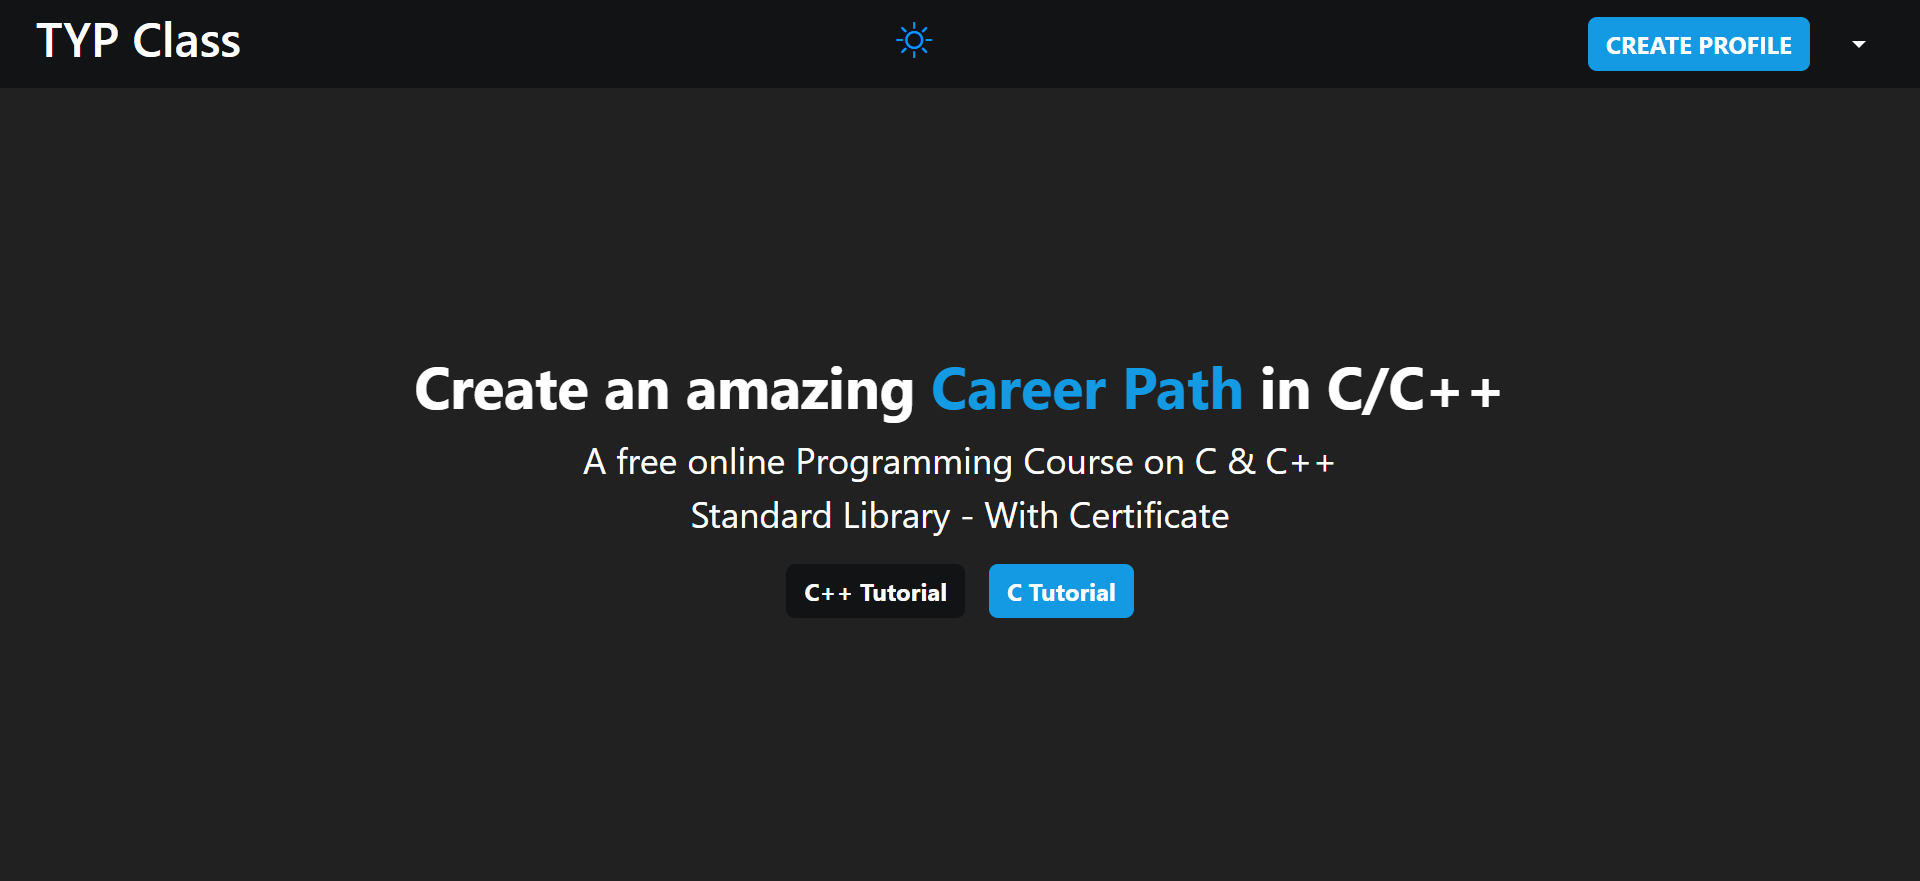 TYP Class
CREATE PROFILE
Create an amazing Career Path in C/C++
A free online Programming Course on C & C++
Standard Library - With Certificate
C++ Tutorial
C Tutorial